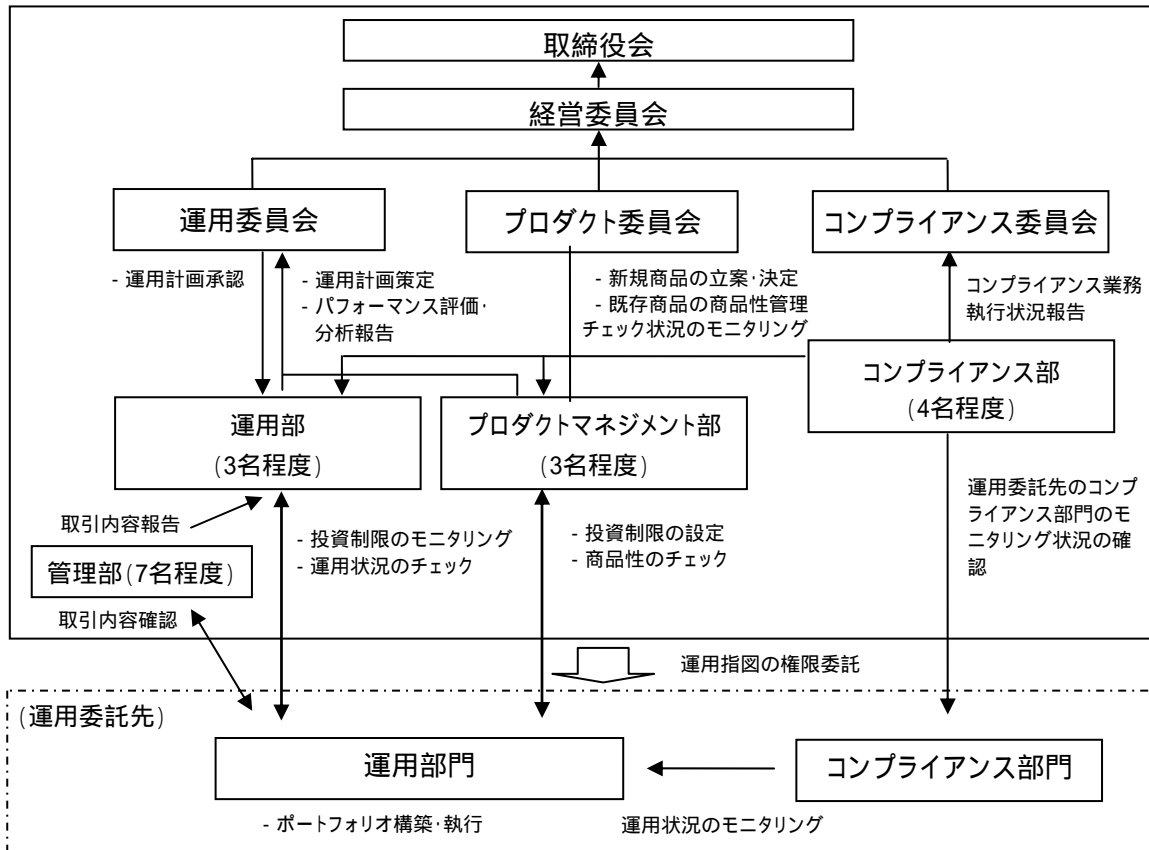 取締役会
経営委員会
運用委員会
プロダクト委員会
コンプライアンス委員会
- 運用計画承認
- 運用計画策定
- パフォーマンス評価・
分析報告
- 新規商品の立案・決定
- 既存商品の商品性管理
チェック状況のモニタリング
コンプライアンス業務
執行状況報告
運用部
(3名程度)
プロダクトマネジメント部
(3名程度)
コンプライアンス部
(4名程度)
取引内容報告
管理部(7名程度)
取引内容確認
- 投資制限のモニタリング
- 運用状況のチェック
- 投資制限の設定
- 商品性のチェック
運用委託先のコンプ
ライアンス部門のモ
ニタリング状況の確
認
運用指図の権限委託
(運用委託先)
運用部門
コンプライアンス部門
- ポートフォリオ構築・執行
運用状況のモニタリング